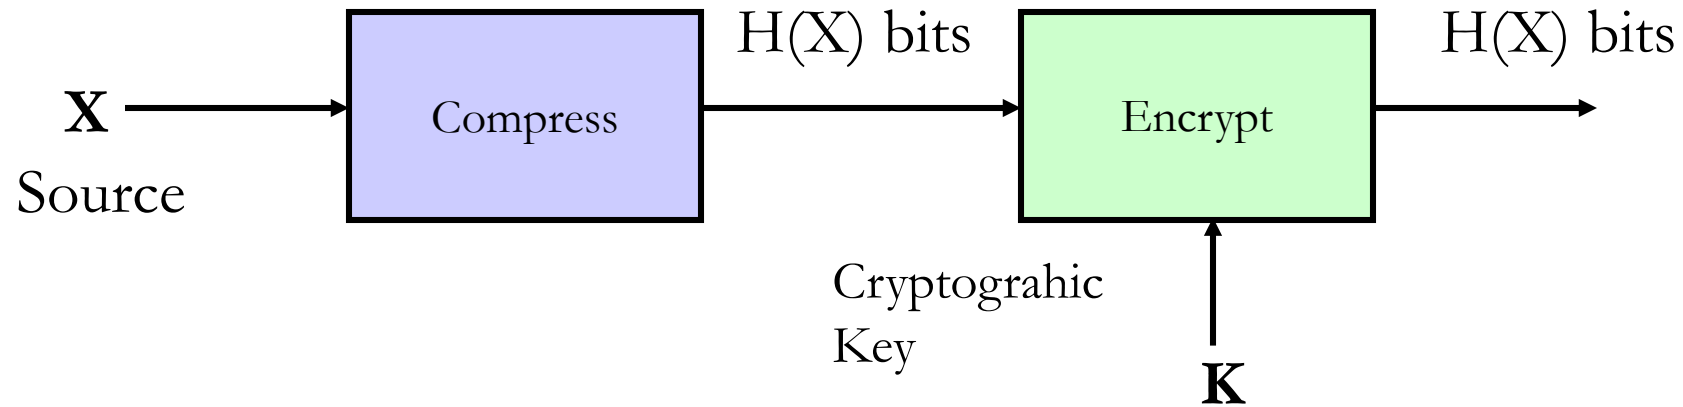 X
Source
Compress
H(X) bits
Encrypt
H(X) bits
Cryptograhic
Key
K